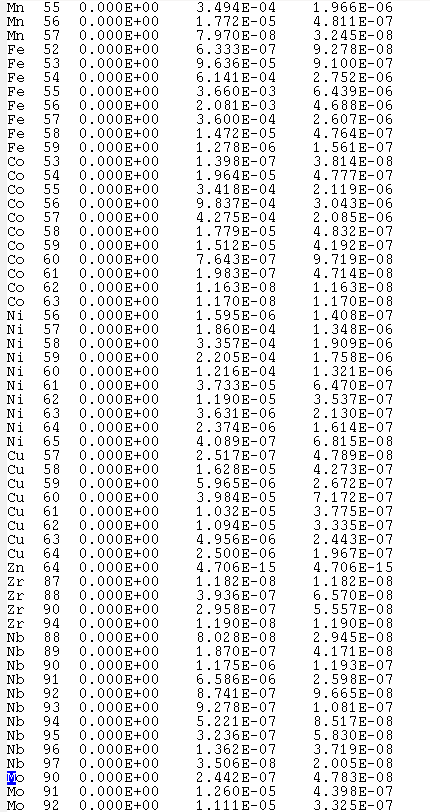 Mn 55 0.000E+00 3.494E-04 1.966E-06
Mn 56 0.000E+00 1.772E-05 4.811E-07
Mn 57 0.000E+00 7.970E-08 3.245E-08
Fe 52 0.000E+00 6.333E-07 9.278E-08
Fe 53 0.000E+00 9.636E-05 9.100E-07
Fe 54 0.000E+00 6.141E-04 2.752E-06
Fe 55 0.000E+00 3.660E-03 6.439E-06
Fe 56 0.000E+00 2.081E-03 4.688E-06
Fe 57 0.000E+00 3.600E-04 2.607E-06
Fe 58 0.000E+00 1.472E-05 4.764E-07
Fe 59 0.000E+00 1.278E-06 1.561E-07
Co 53 0.000E+00 1.398E-07 3.814E-08
Co 54 0.000E+00 1.964E-05 4.777E-07
Co 55 0.000E+00 3.418E-04 2.119E-06
Co 56 0.000E+00 9.837E-04 3.043E-06
Co 57 0.000E+00 4.275E-04 2.085E-06
Co 58 0.000E+00 1.779E-05 4.832E-07
Co 59 0.000E+00 1.512E-05 4.192E-07
Co 60 0.000E+00 7.643E-07 9.719E-08
Co 61 0.000E+00 1.983E-07 4.714E-08
Co 62 0.000E+00 1.163E-08 1.163E-08
Co 63 0.000E+00 1.170E-08 1.170E-08
Ni 56 0.000E+00 1.595E-06 1.408E-07
Ni 57 0.000E+00 1.860E-04 1.348E-06
Ni 58 0.000E+00 3.357E-04 1.909E-06
Ni 59 0.000E+00 2.205E-04 1.758E-06
Ni 60 0.000E+00 1.216E-04 1.321E-06
Ni 61 0.000E+00 3.733E-05 6.470E-07
Ni 62 0.000E+00 1.190E-05 3.537E-07
Ni 63 0.000E+00 3.631E-06 2.130E-07
Ni 64 0.000E+00 2.374E-06 1.614E-07
Ni 65 0.000E+00 4.089E-07 6.815E-08
Cu 57 0.000E+00 2.517E-07 4.789E-08
Cu 58 0.000E+00 1.628E-05 4.273E-07
Cu 59 0.000E+00 5.965E-06 2.672E-07
Cu 60 0.000E+00 3.984E-05 7.172E-07
Cu 61 0.000E+00 1.032E-05 3.775E-07
Cu 62 0.000E+00 1.094E-05 3.335E-07
Cu 63 0.000E+00 4.956E-06 2.443E-07
Cu 64 0.000E+00 2.500E-06 1.967E-07
Zn 64 0.000E+00 4.706E-15 4.706E-15
Zr 87 0.000E+00 1.182E-08 1.182E-08
Zr 88 0.000E+00 3.936E-07 6.570E-08
Zr 90 0.000E+00 2.958E-07 5.557E-08
Zr 94 0.000E+00 1.190E-08 1.190E-08
Nb 88 0.000E+00 8.028E-08 2.945E-08
Nb 89 0.000E+00 1.870E-07 4.171E-08
Nb 90 0.000E+00 1.175E-06 1.193E-07
Nb 91 0.000E+00 6.586E-06 2.598E-07
Nb 92 0.000E+00 8.741E-07 9.665E-08
Nb 93 0.000E+00 9.278E-07 1.081E-07
Nb 94 0.000E+00 5.221E-07 8.517E-08
Nb 95 0.000E+00 3.236E-07 5.830E-08
Nb 96 0.000E+00 1.362E-07 3.719E-08
Nb 97 0.000E+00 3.506E-08 2.005E-08
Mo 90 0.000E+00 2.442E-07 4.783E-08
Mo 91 0.000E+00 1.260E-05 4.398E-07
Mo 92 0.000E+00 1.111E-05 3.325E-07